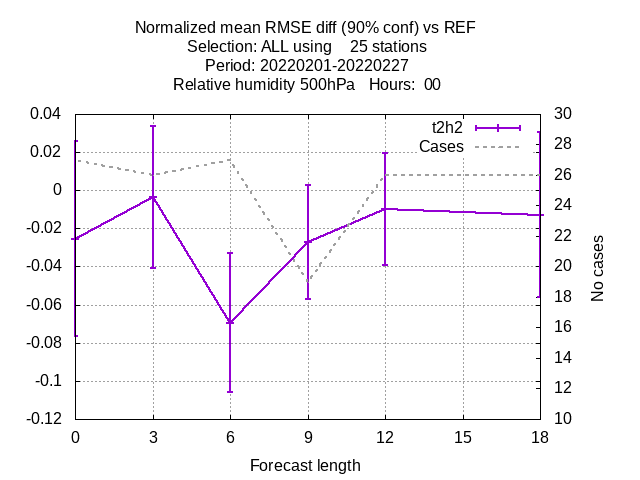 Normalized mean RMSE diff (90% conf) vs REF
Selection: ALL using    25 stations
Period: 20220201-20220227
Relative humidity 500hPa   Hours:  00
t2h2
Cases
0.04
0.02
0
-0.02
-0.04
-0.06
-0.08
-0.1
-0.12
30
28
26
24
22
20
18
16
14
12
10
No cases
0 3 6 9 12 15 18
Forecast length